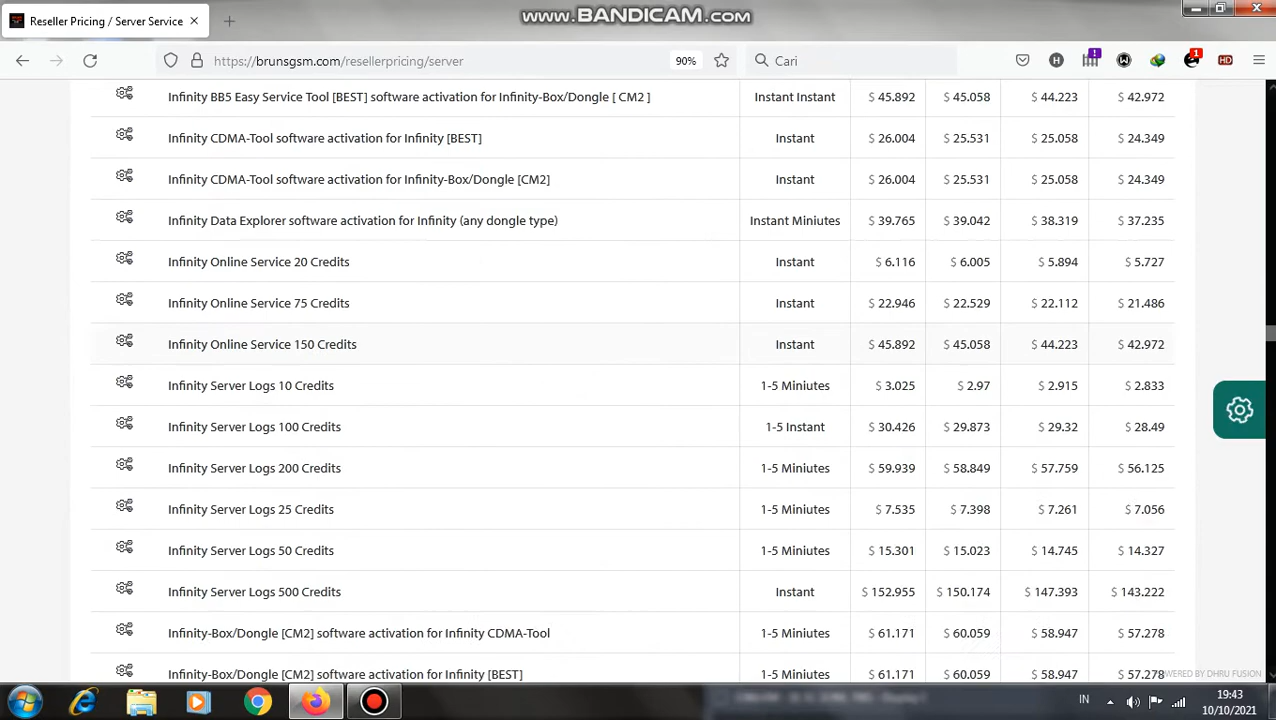 www.BANDICAM.com
Reseller Pricing / Server Service
https://brunsgsm.com/resellerpricing/server
90%
Cari
1
1
HD
Infinity BB5 Easy Service Tool [BEST] software activation for Infinity-Box/Dongle [ CM2 ] Instant Instant $ 45.892 $ 45.058 $ 44.223 $ 42.972
Infinity CDMA-Tool software activation for Infinity [BEST] Instant $ 26.004 $ 25.531 $ 25.058 $ 24.349
Infinity CDMA-Tool software activation for Infinity-Box/Dongle [CM2] Instant $ 26.004 $ 25.531 $ 25.058 $ 24.349
Infinity Data Explorer software activation for Infinity (any dongle type) Instant Miniutes $ 39.765 $ 39.042 $ 38.319 $ 37.235
Infinity Online Service 20 Credits Instant $ 6.116 $ 6.005 $ 5.894 $ 5.727
Infinity Online Service 75 Credits Instant $ 22.946 $ 22.529 $ 22.112 $ 21.486
Infinity Online Service 150 Credits Instant $ 45.892 $ 45.058 $ 44.223 $ 42.972
Infinity Server Logs 10 Credits 1-5 Miniutes $ 3.025 $ 2.97 $ 2.915 $ 2.833
Infinity Server Logs 100 Credits 1-5 Instant $ 30.426 $ 29.873 $ 29.32 $ 28.49
Infinity Server Logs 200 Credits 1-5 Miniutes $ 59.939 $ 58.849 $ 57.759 $ 56.125
Infinity Server Logs 25 Credits 1-5 Miniutes $ 7.535 $ 7.398 $ 7.261 $ 7.056
Infinity Server Logs 50 Credits 1-5 Miniutes $ 15.301 $ 15.023 $ 14.745 $ 14.327
Infinity Server Logs 500 Credits Instant $ 152.955 $ 150.174 $ 147.393 $ 143.222
Infinity-Box/Dongle [CM2] software activation for Infinity CDMA-Tool 1-5 Miniutes $ 61.171 $ 60.059 $ 58.947 $ 57.278
Infinity-Box/Dongle [CM2] software activation for Infinity [BEST] 1-5 Miniutes $ 61.171 $ 60.059 $ 58.947 $ 57.278
WERED BY DHRU FUSION
IN
19:43
10/10/2021